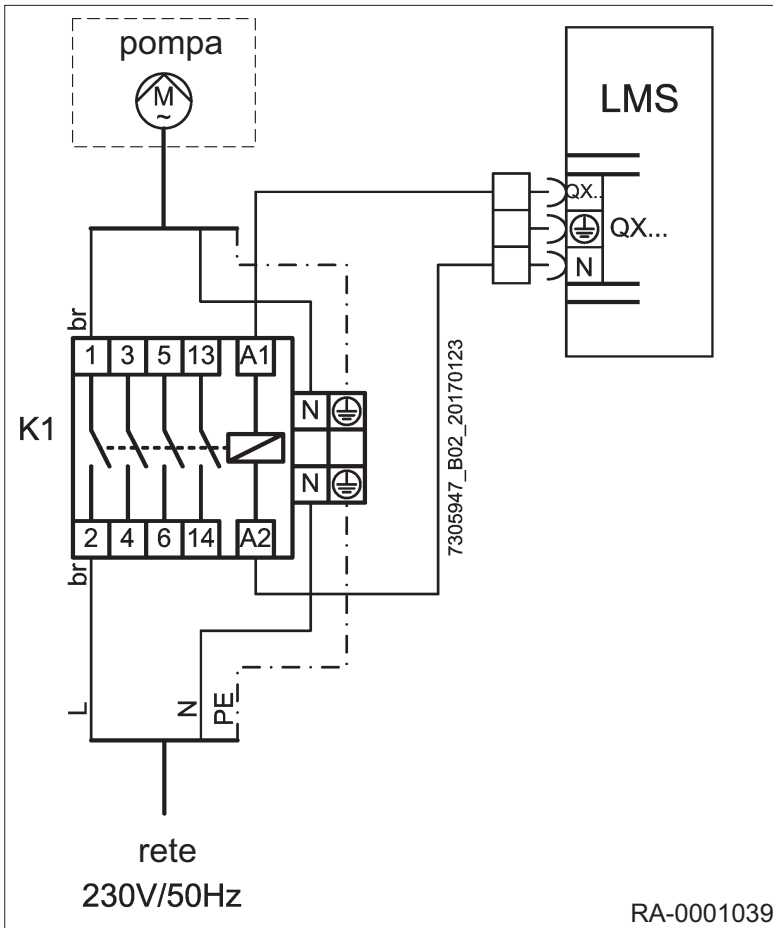 pompa
M
~
LMS
QX..
QX...
N
br
1 3 5 13 A1
K1
N
N
2 4 6 14 A2
br
7305947_B02_20170123
L
N
PE
rete
230V/50Hz
RA-0001039